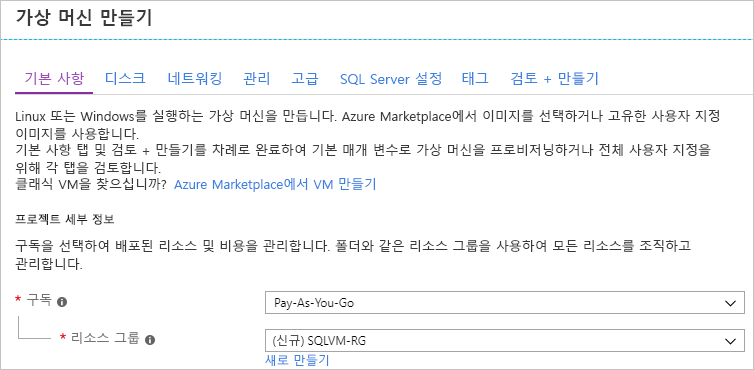 가상 머신 만들기
기본 사항 디스크 네트워킹 관리 고급 SQL Server 설정 태그 검토 + 만들기
Linux 또는 Windows를 실행하는 가상 머신을 만듭니다. Azure Marketplace에서 이미지를 선택하거나 고유한 사용자 지정
이미지를 사용합니다.
기본 사항 탭 및 검토 + 만들기를 차례로 완료하여 기본 매개 변수로 가상 머신을 프로비저닝하거나 전체 사용자 지정을
위해 각 탭을 검토합니다.
클래식 VM을 찾으십니까? Azure Marketplace에서 VM 만들기
프로젝트 세부 정보
구독을 선택하여 배포된 리소스 및 비용을 관리합니다. 폴더와 같은 리소스 그룹을 사용하여 모든 리소스를 조직하고
관리합니다.
* 구독 Pay-As-You-Go
* 리소스 그룹 (신규) SQLVM-RG
새로 만들기